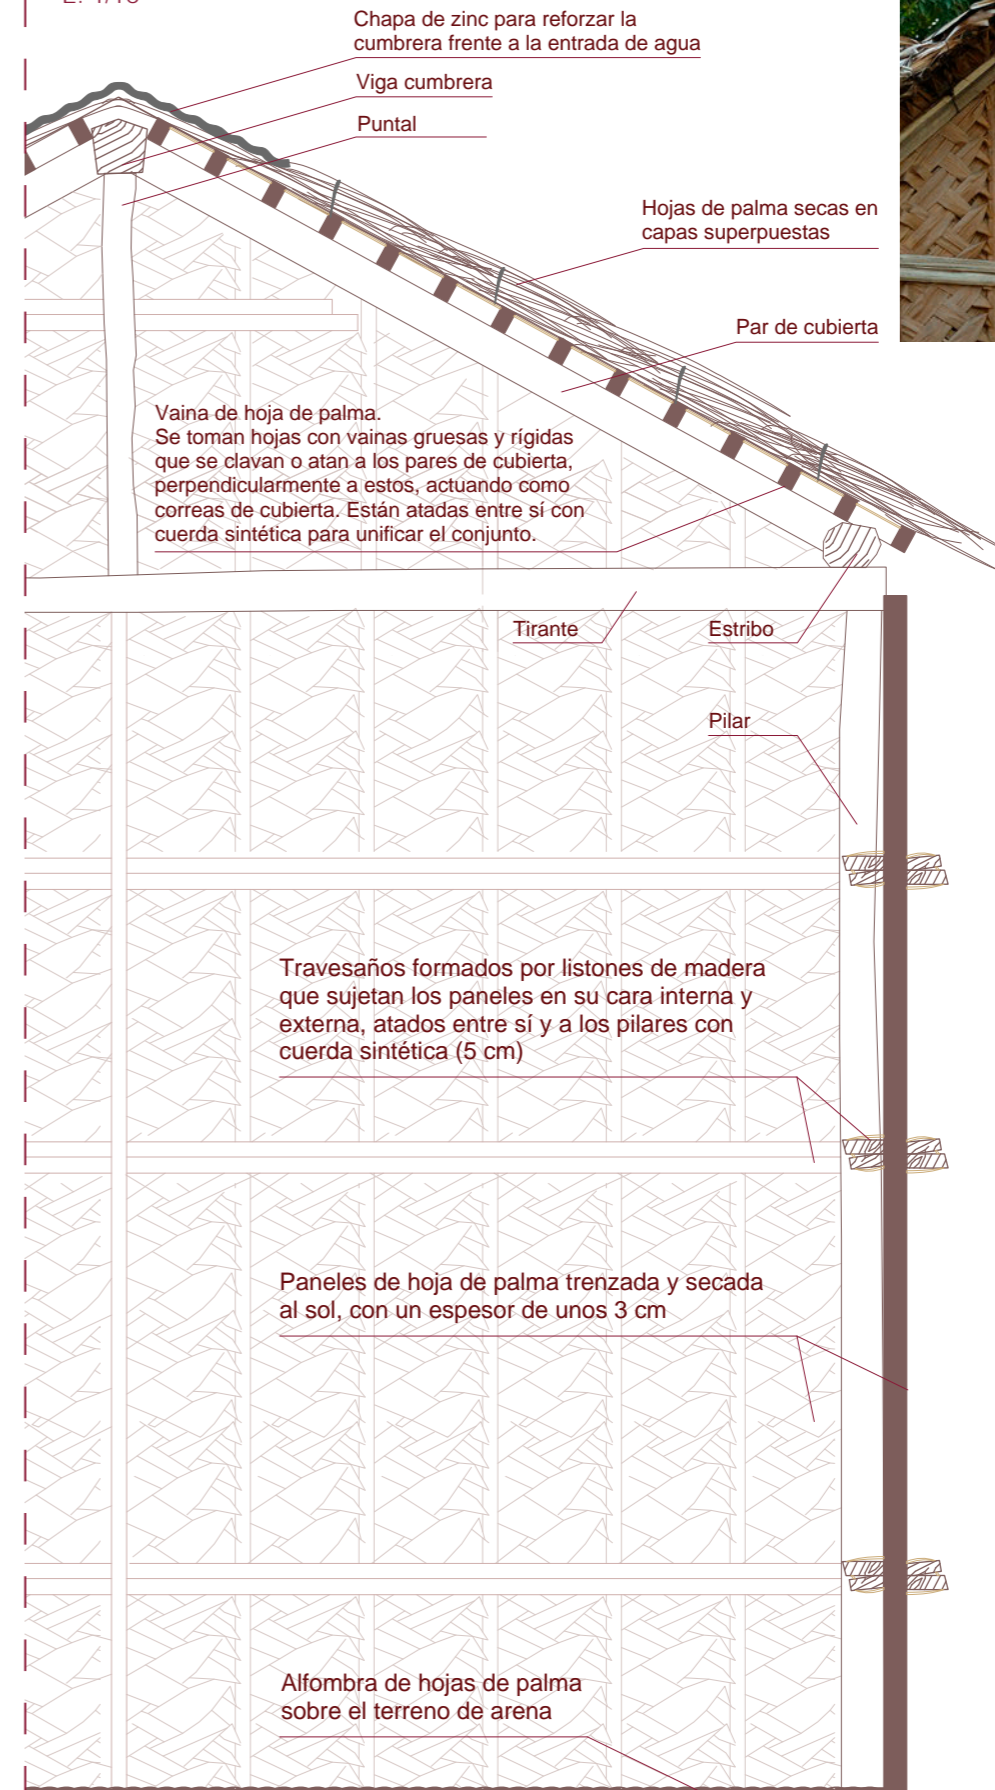 Chapa de zinc para reforzar la
cumbrera frente a la entrada de agua
Viga cumbrera
Puntal
Hojas de palma secas en
capas superpuestas
Par de cubierta
Vaina de hoja de palma.
Se toman hojas con vainas gruesas y rígidas
que se clavan o atan a los pares de cubierta,
perpendicularmente a estos, actuando como
correas de cubierta. Están atadas entre sí con
cuerda sintética para unificar el conjunto.
Tirante
Estribo
Pilar
Travesaños formados por listones de madera
que sujetan los paneles en su cara interna y
externa, atados entre sí y a los pilares con
cuerda sintética (5 cm)
Paneles de hoja de palma trenzada y secada
al sol, con un espesor de unos 3 cm
Alfombra de hojas de palma
sobre el terreno de arena